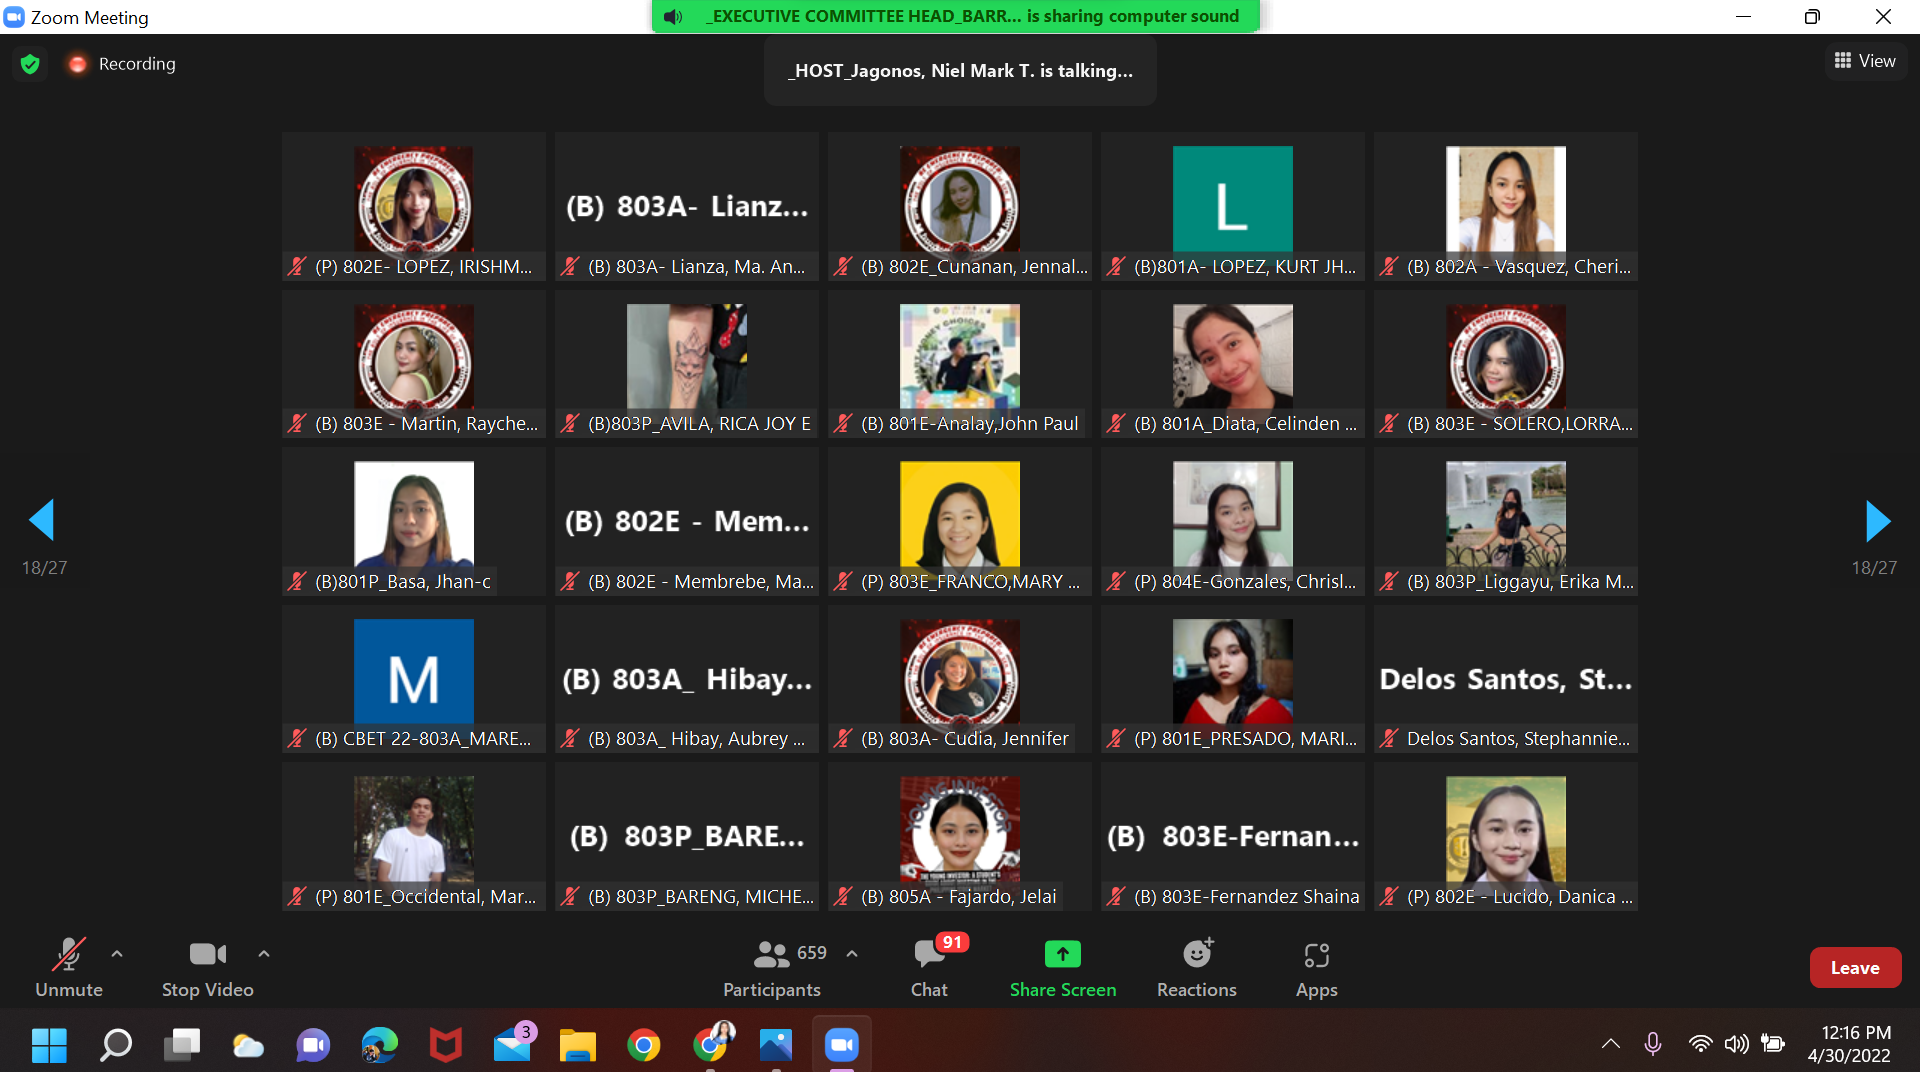 Zoom Meeting
_EXECUTIVE COMMITTEE HEAD_BARR... is sharing computer sound
Recording
_HOST_Jagonos, Niel Mark T. is talking...
View
(P) 802E- LOPEZ, IRISHM...
(B) 803A- Lianz...
(B) 803A- Lianza, Ma. An...
(B) 802E_Cunanan, Jennal...
L
(B)801A- LOPEZ, KURT JH...
(B) 802A - Vasquez, Cheri...
(B) 803E - Martin, Rayche...
(B)803P_AVILA, RICA JOY E
(B) 801E-Analay,John Paul
(B) 801A_Diata, Celinden ...
(B) 803E - SOLERO,LORRA...
18/27
(B)801P_Basa, Jhan-c
(B) 802E - Mem...
(B) 802E - Membrebe, Ma...
(P) 803E_FRANCO,MARY ...
(P) 804E-Gonzales, Chrisl...
(B) 803P_Liggayu, Erika M...
18/27
M
(B) CBET 22-803A_MARE...
(B) 803A_ Hibay...
(B) 803A_ Hibay, Aubrey ...
(B) 803A- Cudia, Jennifer
(P) 801E_PRESADO, MARI...
Delos Santos, St...
Delos Santos, Stephannie...
(P) 801E_Occidental, Mar...
(B) 803P_BARE...
(B) 803P_BARENG, MICHE...
YOUNG INVESTOR
(B) 805A - Fajardo, Jelai
(B) 803E-Fernan...
(B) 803E-Fernandez Shaina
(P) 802E - Lucido, Danica ...
Unmute
Stop Video
659
Participants
91
Chat
Share Screen
Reactions
Apps
Leave
3
12:16 PM
4/30/2022